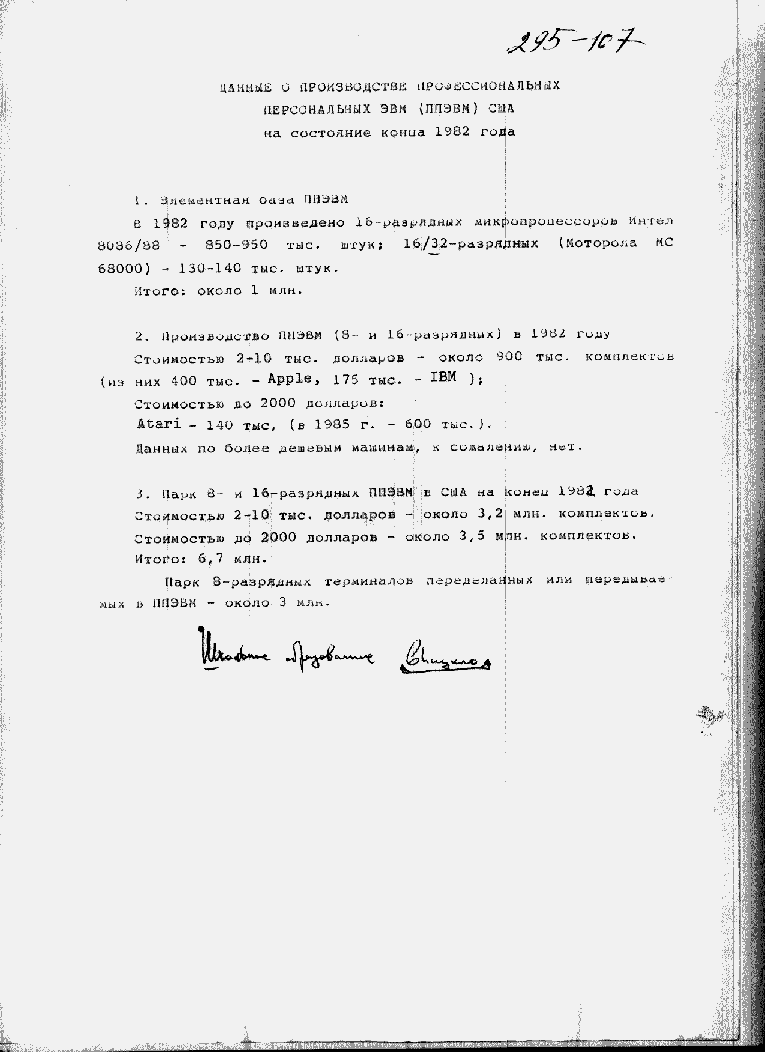 295-107
ДАННЫЕ О ПРОИЗВОДСТВЕ ПРОФЕССИОНАЛЬНЫХ
ПЕРСОНАЛЬНЫХ ЭВМ (ППЭВМ) США
на состояние конца 1982 года
1. Элементная база ППЭВМ
В 1982 году произведено 16-разрядных микропроцессоров Интел
8086/88 - 850-950 тыс. штук; 16/32-разрядных (Моторола МС
68000) - 130-140 тыс. штук.
Итого: около 1 млн.
2. Производство ППЭВМ (8- и 16-разрядных) в 1982 году
Стоимостью 2-10 тыс. долларов - около 900 тыс. комплектов
(из них 400 тыс. - Apple, 175 тыс. - IBM );
Стоимостью до 2000 долларов:
Atari - 140 тыс, (в 1985 г. - 600 тыс.).
Данных по более дешевым машинам, к сожалению, нет.
3. Парк 8- и 16-разрядных ППЭВМ в США на конец 1982 года
Стоимостью 2-10 тыс. долларов - около 3,2 млн. комплектов.
Стоимостью до 2000 долларов - около 3,5 млн. комплектов.
Итого: 6,7 млн.
Парк 8-разрядных терминалов переделанных или передывае-
мых в ППЭВМ - около 3 млн.
Школьное образование